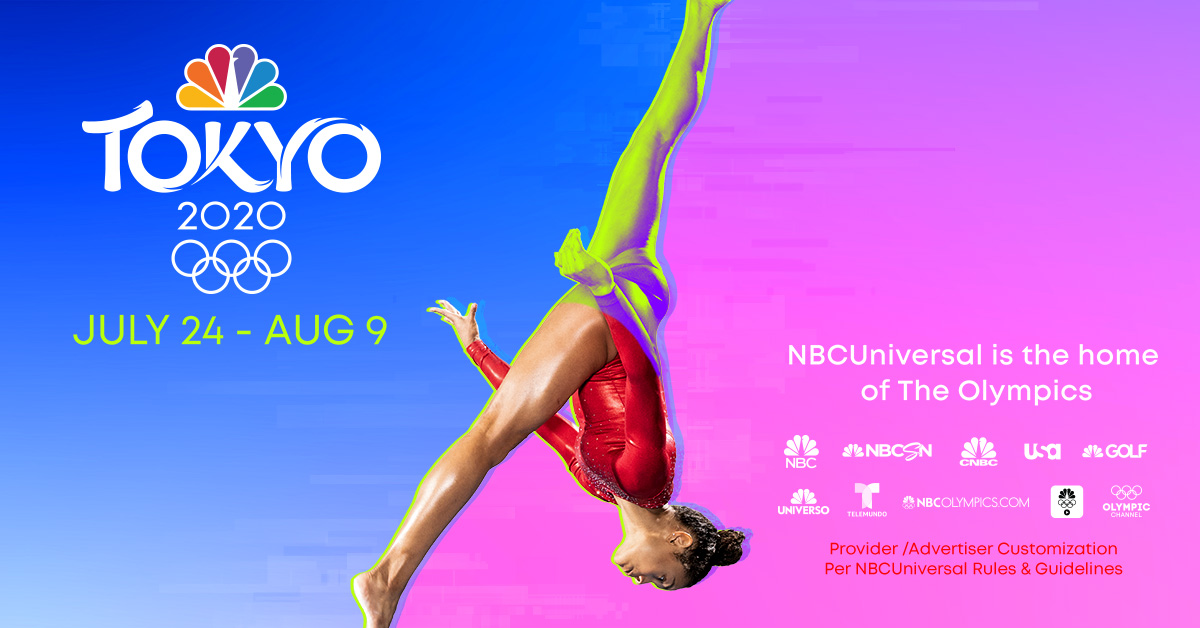 TOKYO
2020
JULY 24 - AUG 9
NBCUniversal is the home
of The Olympics
NBC NBCSN CNBC USA GOLF
UNIVERSO TELEMUNDO NBCOLYMPICS.COM OLYMPIC CHANNEL
Provider /Advertiser Customization
Per NBCUniversal Rules & Guidelines